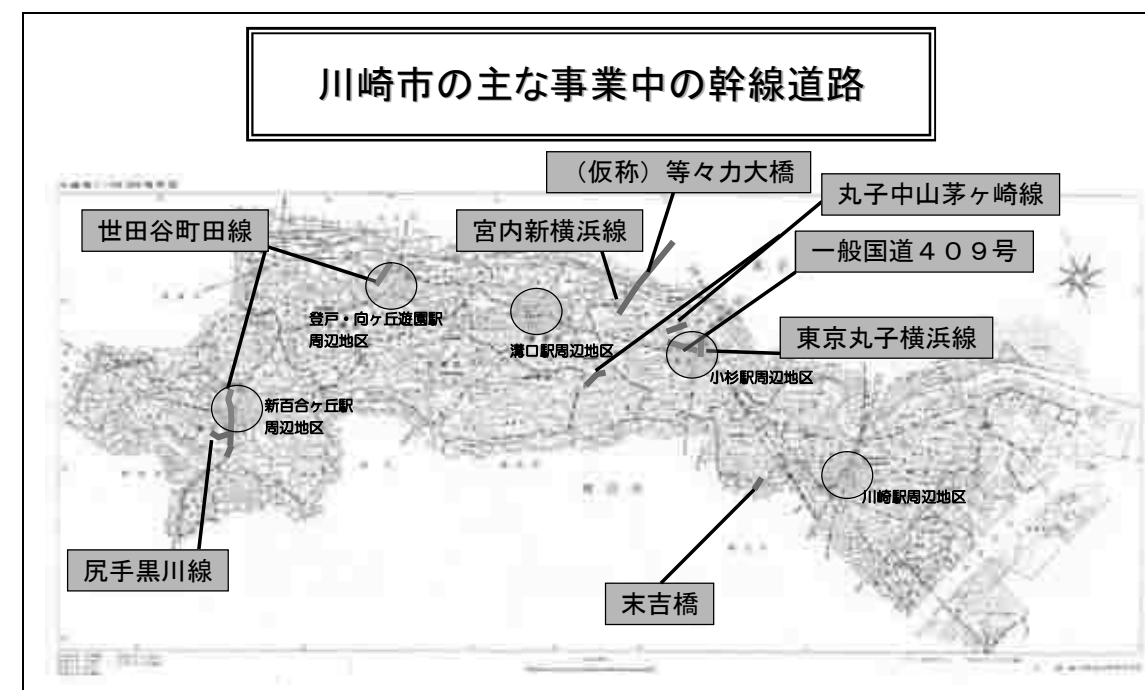 川崎市の主な事業中の幹線道路
(仮称)等々力大橋
丸子中山茅ヶ崎線
世田谷町田線
宮内新横浜線
一般国道409号
東京丸子横浜線
登戸・向ヶ丘遊園駅
周辺地区
溝口駅周辺地区
小杉駅周辺地区
新百合ヶ丘駅
周辺地区
川崎駅周辺地区
尻手黒川線
末吉橋